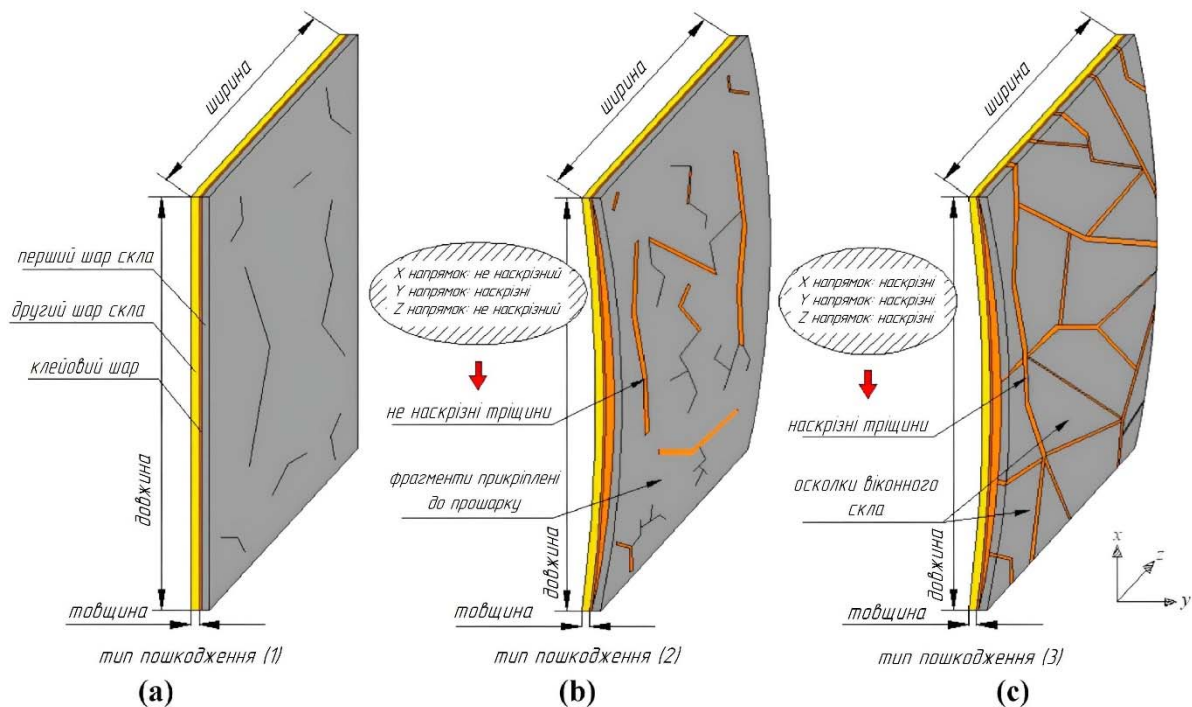 ширина
перший шар скла
другий шар скла
клейовий шар
довжина
товщина
тип пошкодження (1)
(a)
ширина
X напрямок: не наскрізний
Y напрямок: наскрізні
Z напрямок: не наскрізний
не наскрізні тріщини
фрагменти прикріплені
до прошарку
довжина
товщина
тип пошкодження (2)
(b)
ширина
X напрямок: наскрізні
Y напрямок: наскрізні
Z напрямок: наскрізні
наскрізні тріщини
осколки віконного
скла
довжина
товщина
тип пошкодження (3)
(c)
x
z
y